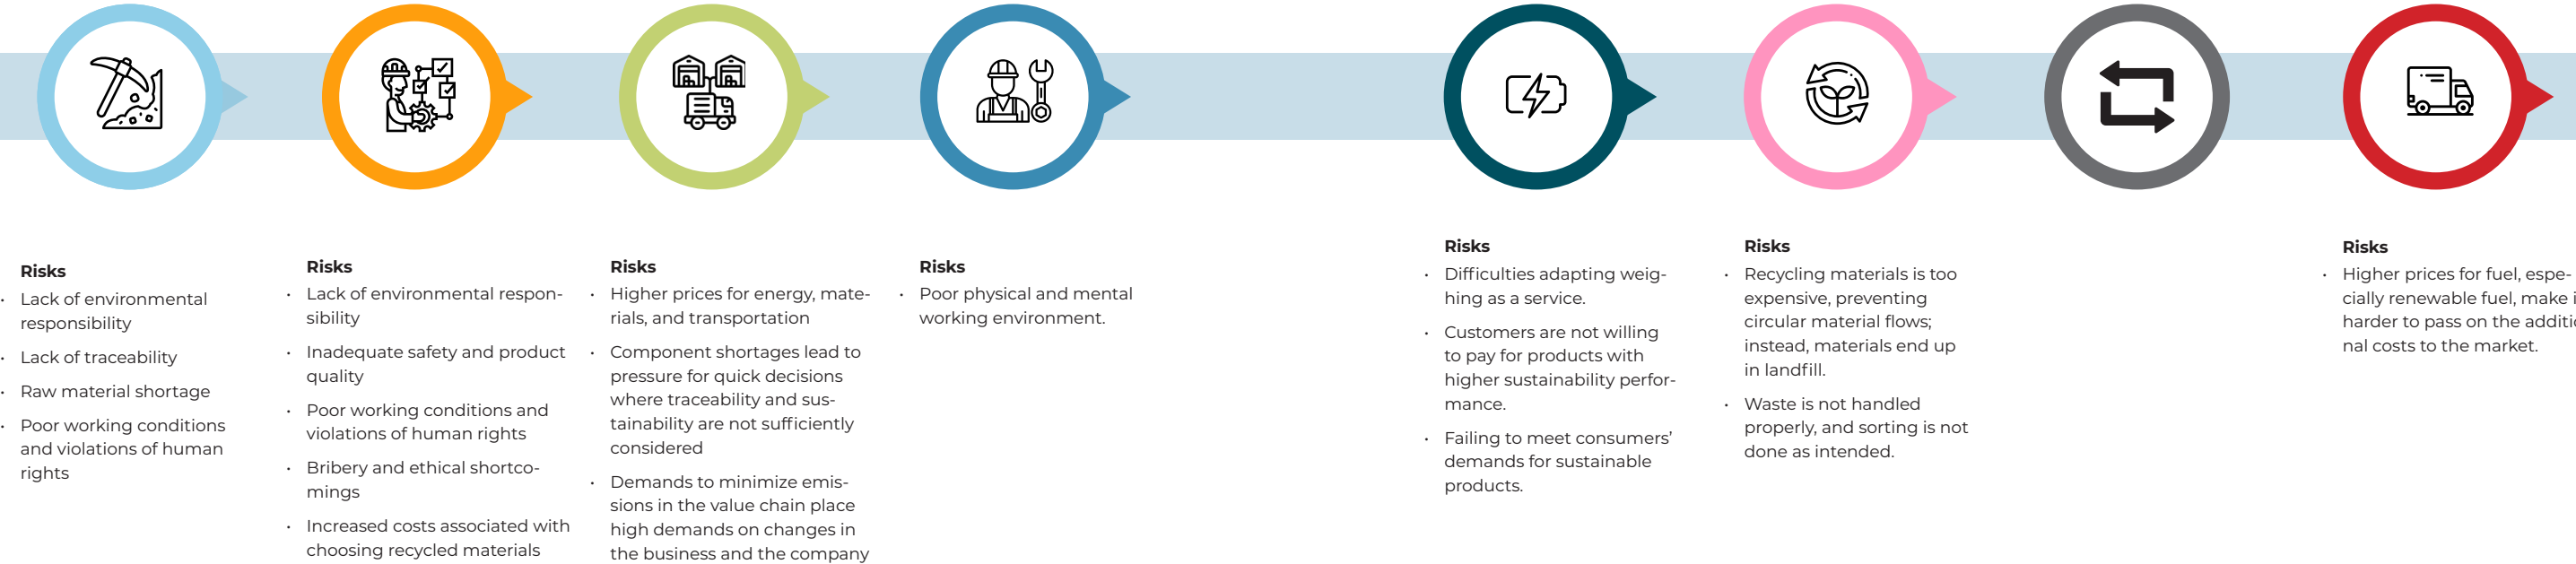 Risks
• Lack of environmental
responsibility
• Lack of traceability
• Raw material shortage
• Poor working conditions
and violations of human
rights
Risks
• Lack of environmental respon-
sibility
• Inadequate safety and product
quality
• Poor working conditions and
violations of human rights
• Bribery and ethical shortco-
mings
• Increased costs associated with
choosing recycled materials
Risks
• Higher prices for energy, mate-
rials, and transportation
• Component shortages lead to
pressure for quick decisions
where traceability and sus-
tainability are not sufficiently
considered
• Demands to minimize emis-
sions in the value chain place
high demands on changes in
the business and the company
Risks
• Poor physical and mental
working environment.
Risks
• Difficulties adapting weig-
hing as a service.
• Customers are not willing
to pay for products with
higher sustainability perfor-
mance.
• Failing to meet consumers’
demands for sustainable
products.
Risks
• Recycling materials is too
expensive, preventing
circular material flows;
instead, materials end up
in landfill.
• Waste is not handled
properly, and sorting is not
done as intended.
Risks
• Higher prices for fuel, espe-
cially renewable fuel, make
harder to pass on the additi
nal costs to the market.